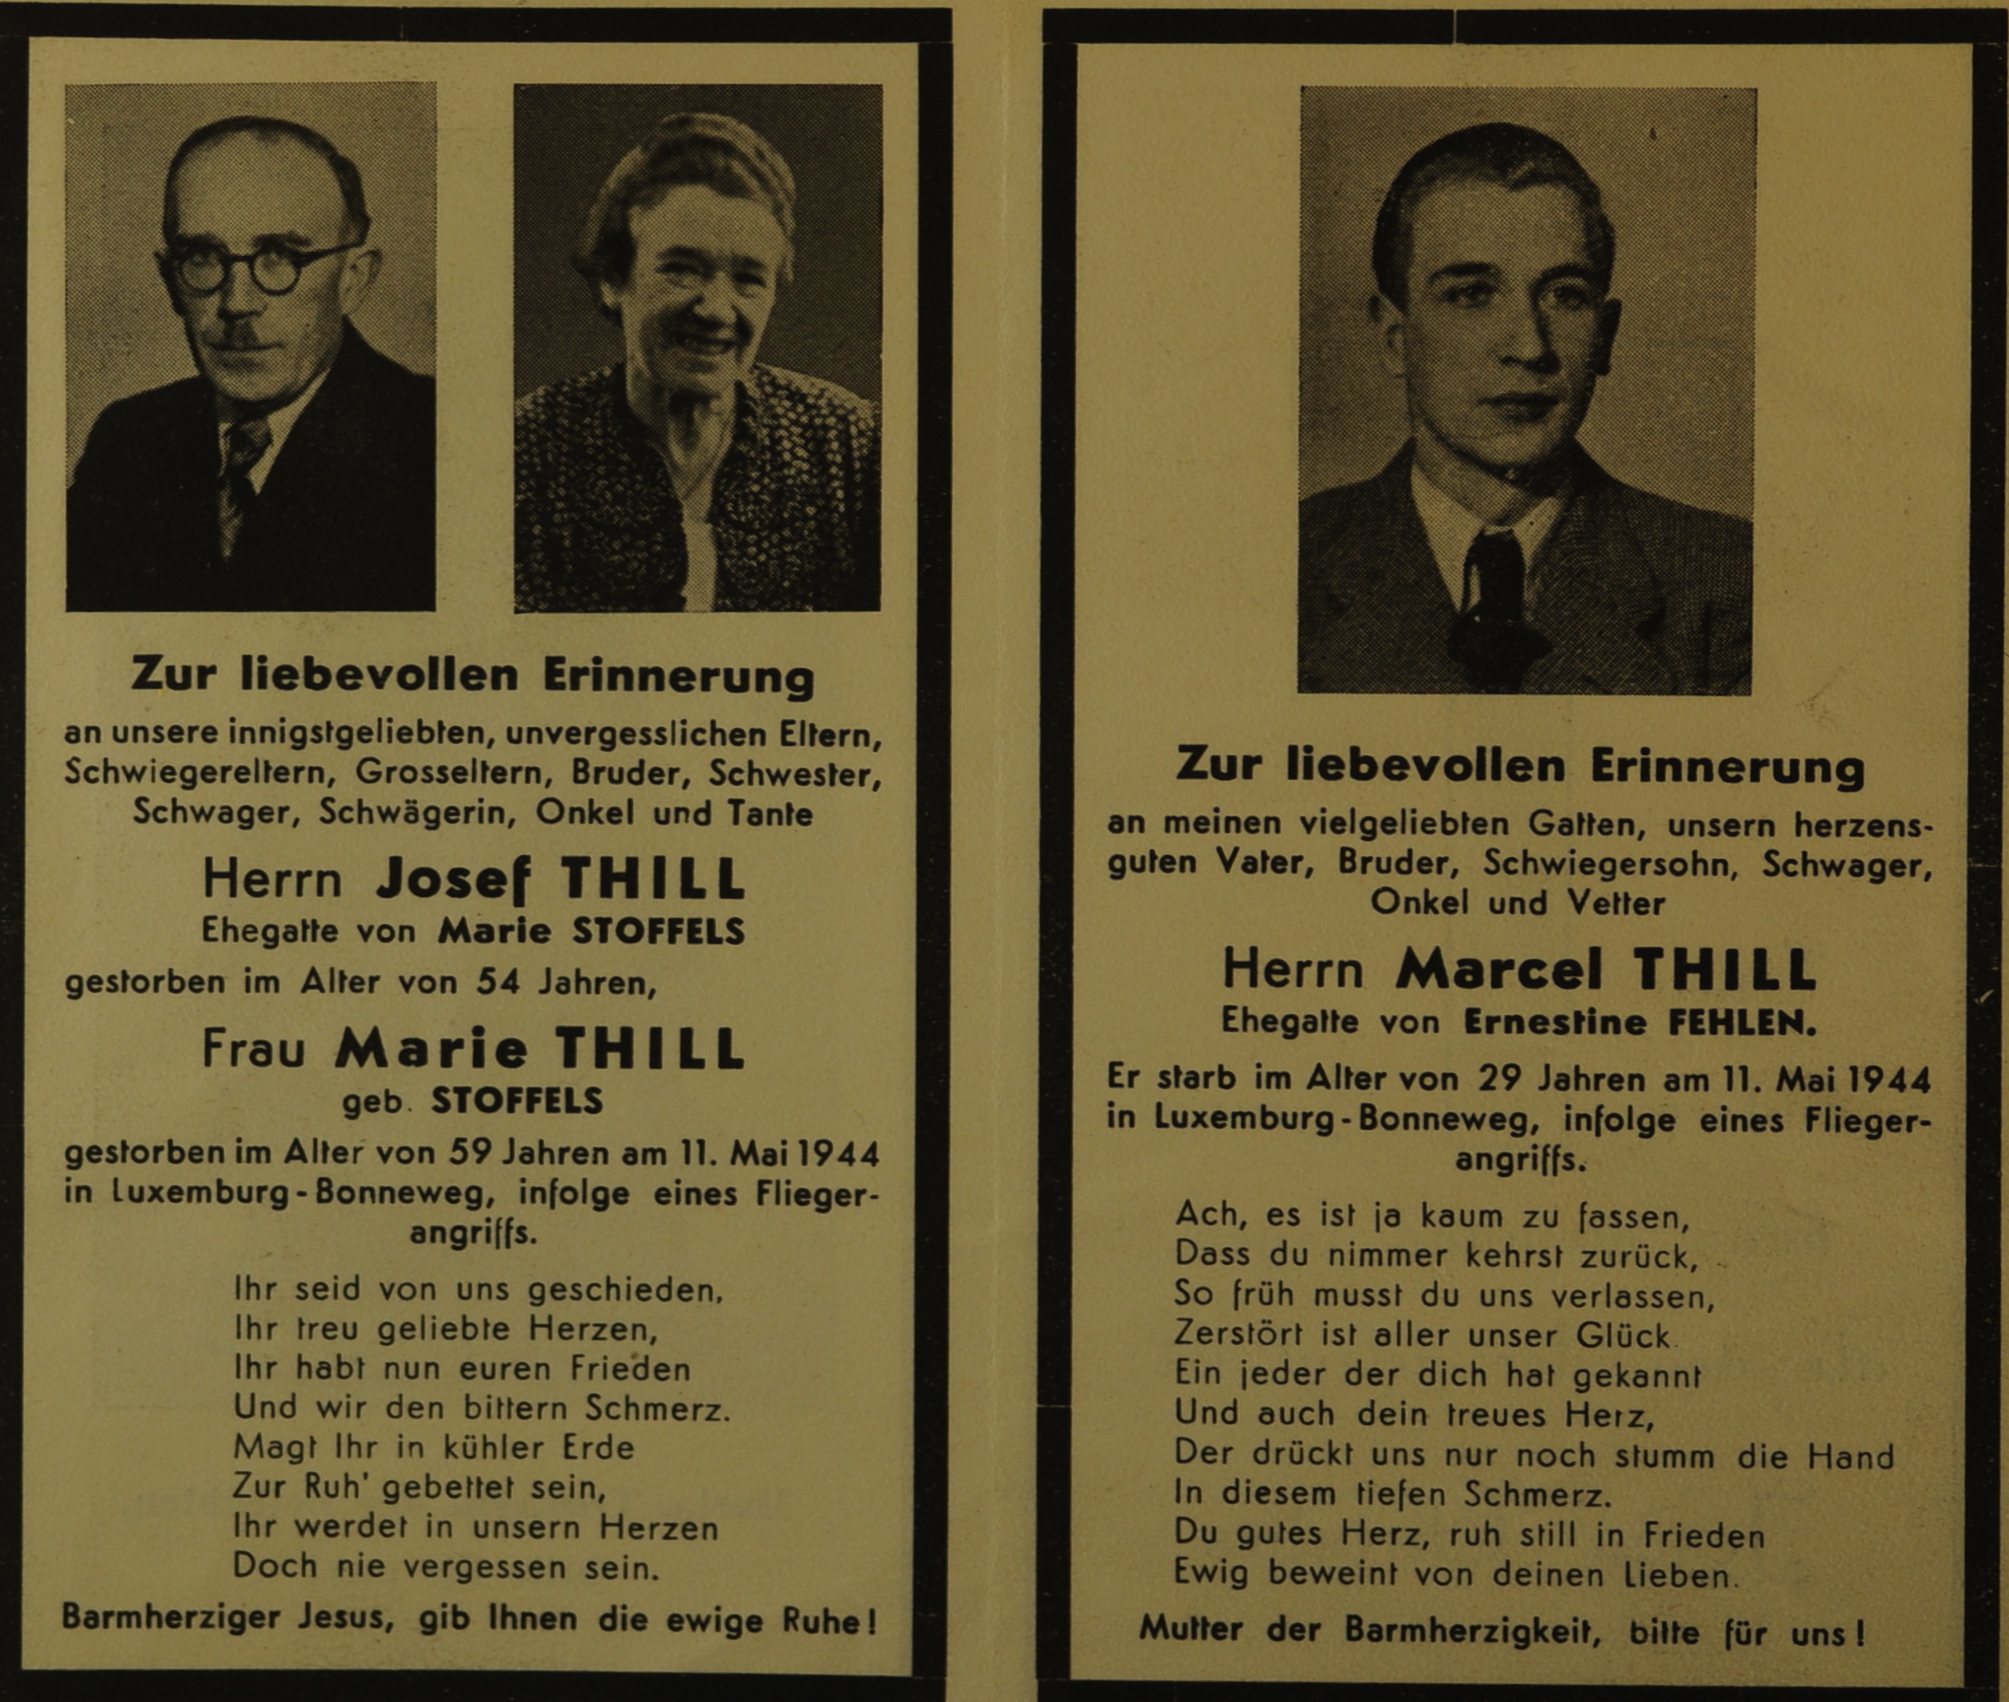 Zur liebevollen Erinnerung
an unsere innigstgeliebten, unvergesslichen Eltern,
Schwiegereltern, Grosseltern, Bruder, Schwester,
Schwager, Schwägerin, Onkel und Tante
Herrn Josef THILL
Ehegatte von Marie STOFFELS
gestorben im Alter von 54 Jahren,
Frau Marie THILL
geb. STOFFELS
gestorben im Alter von 59 Jahren am 11. Mai 1944
in Luxemburg-Bonneweg, infolge eines Flieger-
angriffs.
Ihr seid von uns geschieden,
Ihr treu geliebte Herzen,
Ihr habt nun euren Frieden
Und wir den bittern Schmerz.
Magt Ihr in kühler Erde
Zur Ruh' gebettet sein,
Ihr werdet in unsern Herzen
Doch nie vergessen sein.
Barmherziger Jesus, gib Ihnen die ewige Ruhe!
Zur liebevollen Erinnerung
an meinen vielgeliebten Gatten, unsern herzens-
guten Vater, Bruder, Schwiegersohn, Schwager,
Onkel und Vetter
Herrn Marcel THILL
Ehegatte von Ernestine FEHLEN.
Er starb im Alter von 29 Jahren am 11. Mai 1944
in Luxemburg-Bonneweg, infolge eines Flieger-
angriffs.
Ach, es ist ja kaum zu fassen,
Dass du nimmer kehrst zurück,
So früh musst du uns verlassen,
Zerstört ist aller unser Glück.
Ein jeder der dich hat gekannt
Und auch dein treues Herz,
Der drückt uns nur noch stumm die Hand
In diesem tiefen Schmerz.
Du gutes Herz, ruh still in Frieden
Ewig beweint von deinen Lieben.
Mutter der Barmherzigkeit, bitte für uns!